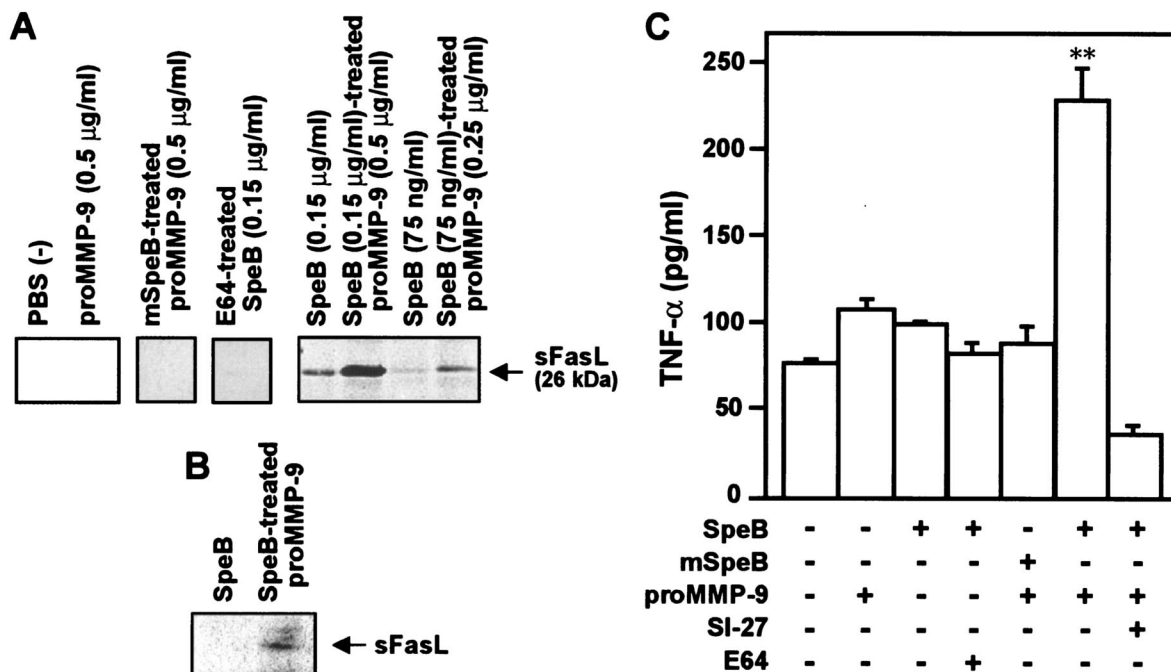 A
PBS (-)
proMMP-9 (0.5 µg/ml)
mSpeB-treated
proMMP-9 (0.5 µg/ml)
E64-treated
SpeB (0.15 µg/ml)
SpeB (0.15 µg/ml)
SpeB (0.15 µg/ml)-treated
proMMP-9 (0.5 µg/ml)
SpeB (75 ng/ml)
SpeB (75 ng/ml)-treated
proMMP-9 (0.25 µg/ml)
sFasL
(26 kDa)
B
SpeB
SpeB-treated
proMMP-9
sFasL
C
TNF-α (pg/ml)
250
200
150
100
50
0
**
SpeB - - + + - + +
mSpeB - - - - + - -
proMMP-9 - + - - + + +
SI-27 - - - - - - +
E64 - - - + - - -